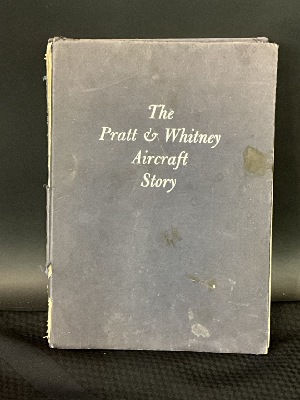 The
Pratt & Whitney
Aircraft
Story